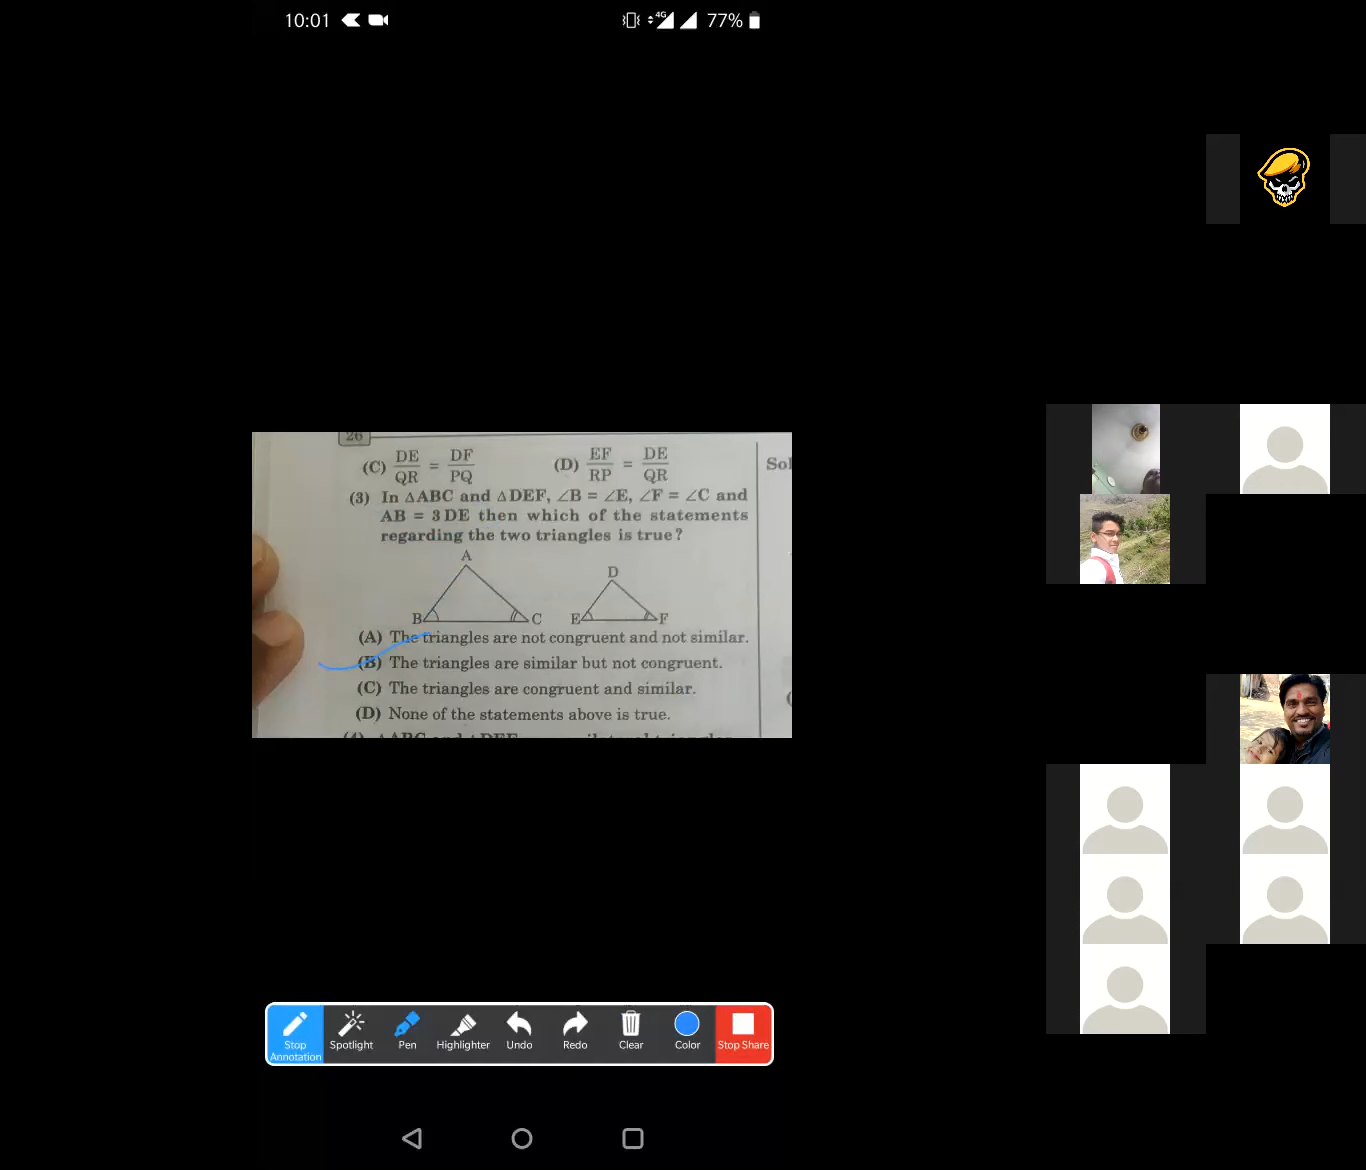 10:01 4G 77%
26
(C) DE/QR = DF/PQ (D) EF/RP = DE/QR
(3) In △ABC and △DEF, ∠B = ∠E, ∠F = ∠C and
AB = 3DE then which of the statements
regarding the two triangles is true?
A
D
B C E F
(A) The triangles are not congruent and not similar.
(B) The triangles are similar but not congruent.
(C) The triangles are congruent and similar.
(D) None of the statements above is true.
Stop Annotation Spotlight Pen Highlighter Undo Redo Clear Color Stop Share